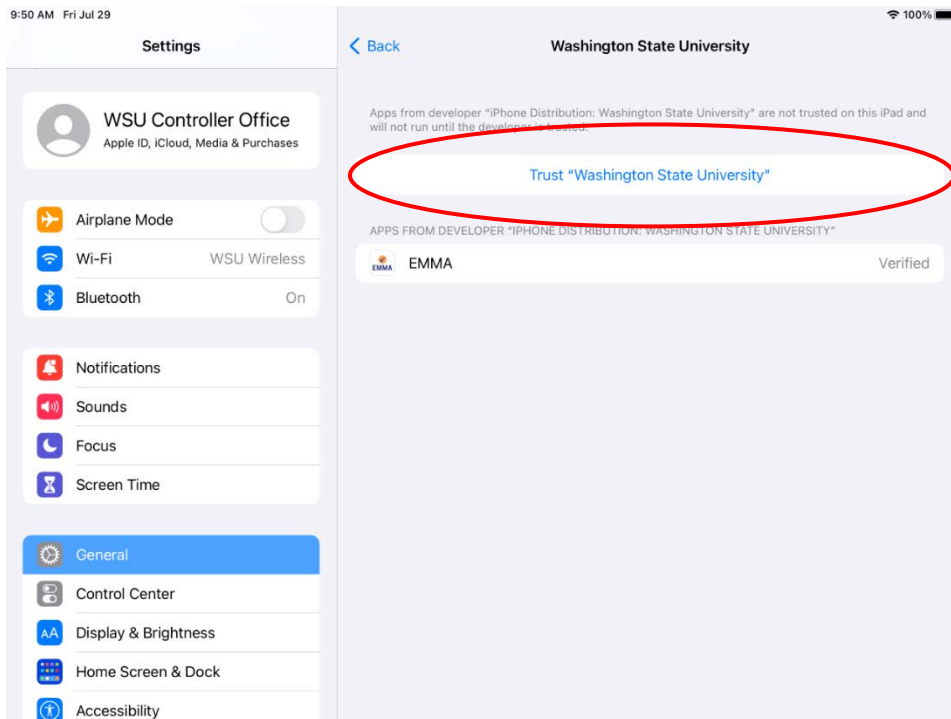 9:50 AM Fri Jul 29
100%
Settings
WSU Controller Office
Apple ID, iCloud, Media & Purchases
Airplane Mode
Wi-Fi WSU Wireless
Bluetooth On
Notifications
Sounds
Focus
Screen Time
General
Control Center
AA Display & Brightness
Home Screen & Dock
Accessibility
Back Washington State University
Apps from developer "iPhone Distribution: Washington State University" are not trusted on this iPad and
will not run until the developer is trusted.
Trust "Washington State University"
APPS FROM DEVELOPER "IPHONE DISTRIBUTION: WASHINGTON STATE UNIVERSITY"
EMMA EMMA Verified